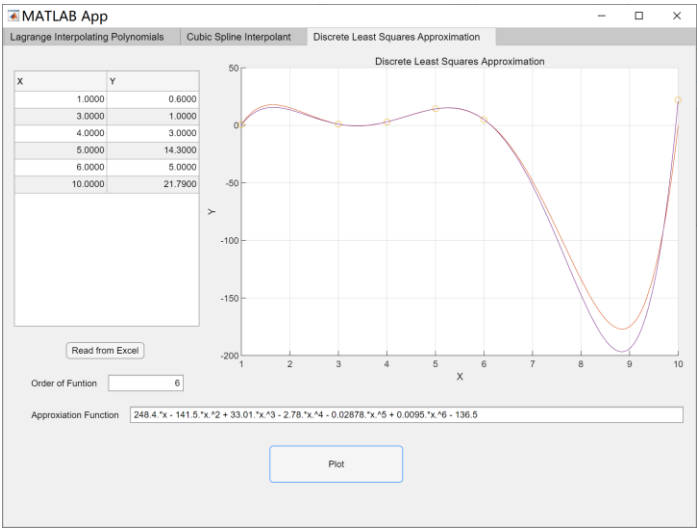 MATLAB App
Lagrange Interpolating Polynomials Cubic Spline Interpolant Discrete Least Squares Approximation
Discrete Least Squares Approximation
X Y
1.0000 0.6000
3.0000 1.0000
4.0000 3.0000
5.0000 14.3000
6.0000 5.0000
10.0000 21.7900
50
0
-50
-100
-150
-200
Y
1 2 3 4 5 6 7 8 9 10
X
Read from Excel
Order of Funtion 6
Approxiation Function 248.4.*x - 141.5.*x.^2 + 33.01.*x.^3 - 2.78.*x.^4 - 0.02878.*x.^5 + 0.0095.*x.^6 - 136.5
Plot